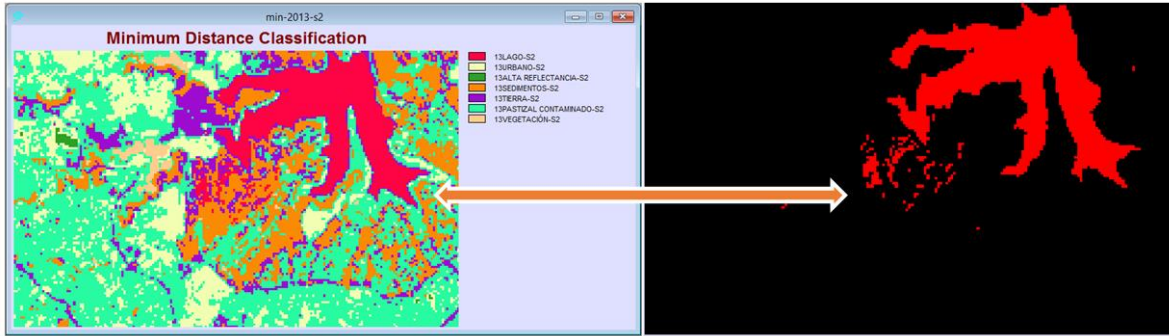 min-2013-s2
Minimum Distance Classification
13LAGO-S2
13URBANO-S2
13ALTA REFLECTANCIA-S2
13SEDIMENTOS-S2
13TIERRA-S2
13PASTIZAL CONTAMINADO-S2
13VEGETACIÓN-S2